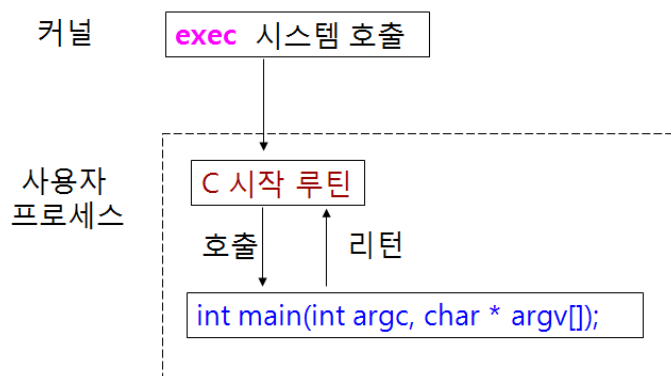 커널
exec 시스템 호출
사용자
프로세스
C 시작 루틴
호출
리턴
int main(int argc, char * argv[]);